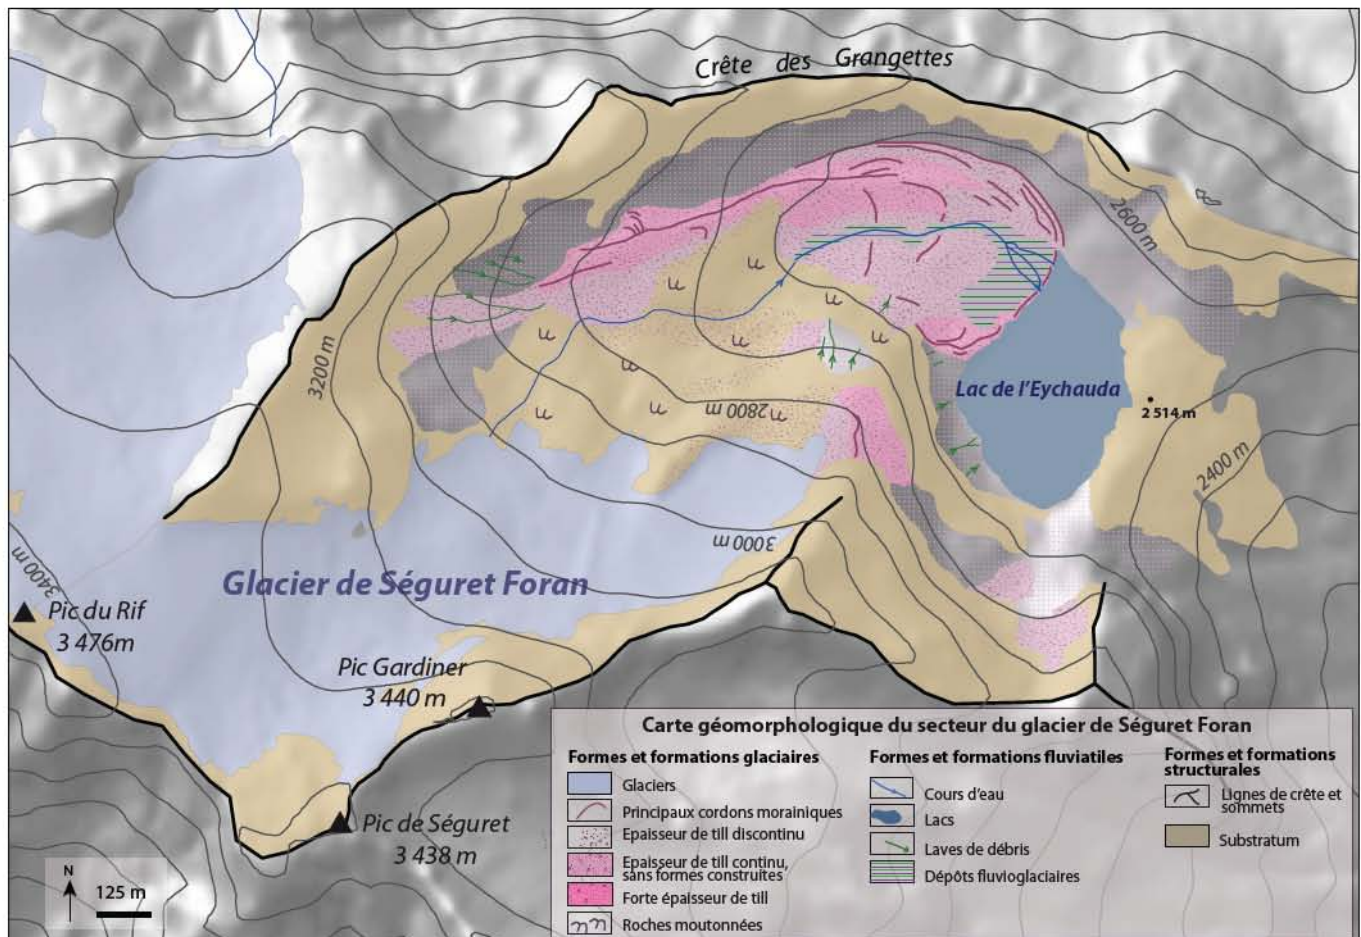 Crête des Grangettes
2600 m
3200 m
Lac de l'Eychauda
2 514 m
2800 m
2400 m
3000 m
3400 m
Glacier de Séguret Foran
Pic du Rif
3 476m
Pic Gardiner
3 440 m
Pic de Séguret
3 438 m
N
125 m
Carte géomorphologique du secteur du glacier de Séguret Foran
Formes et formations glaciaires
Glaciers
Principaux cordons morainiques
Epaisseur de till discontinu
Epaisseur de till continu,
sans formes construites
Forte épaisseur de till
Roches moutonnées
Formes et formations fluviatiles
Cours d'eau
Lacs
Laves de débris
Dépôts fluvioglaciaires
Formes et formations
structurales
Lignes de crête et
sommets
Substratum